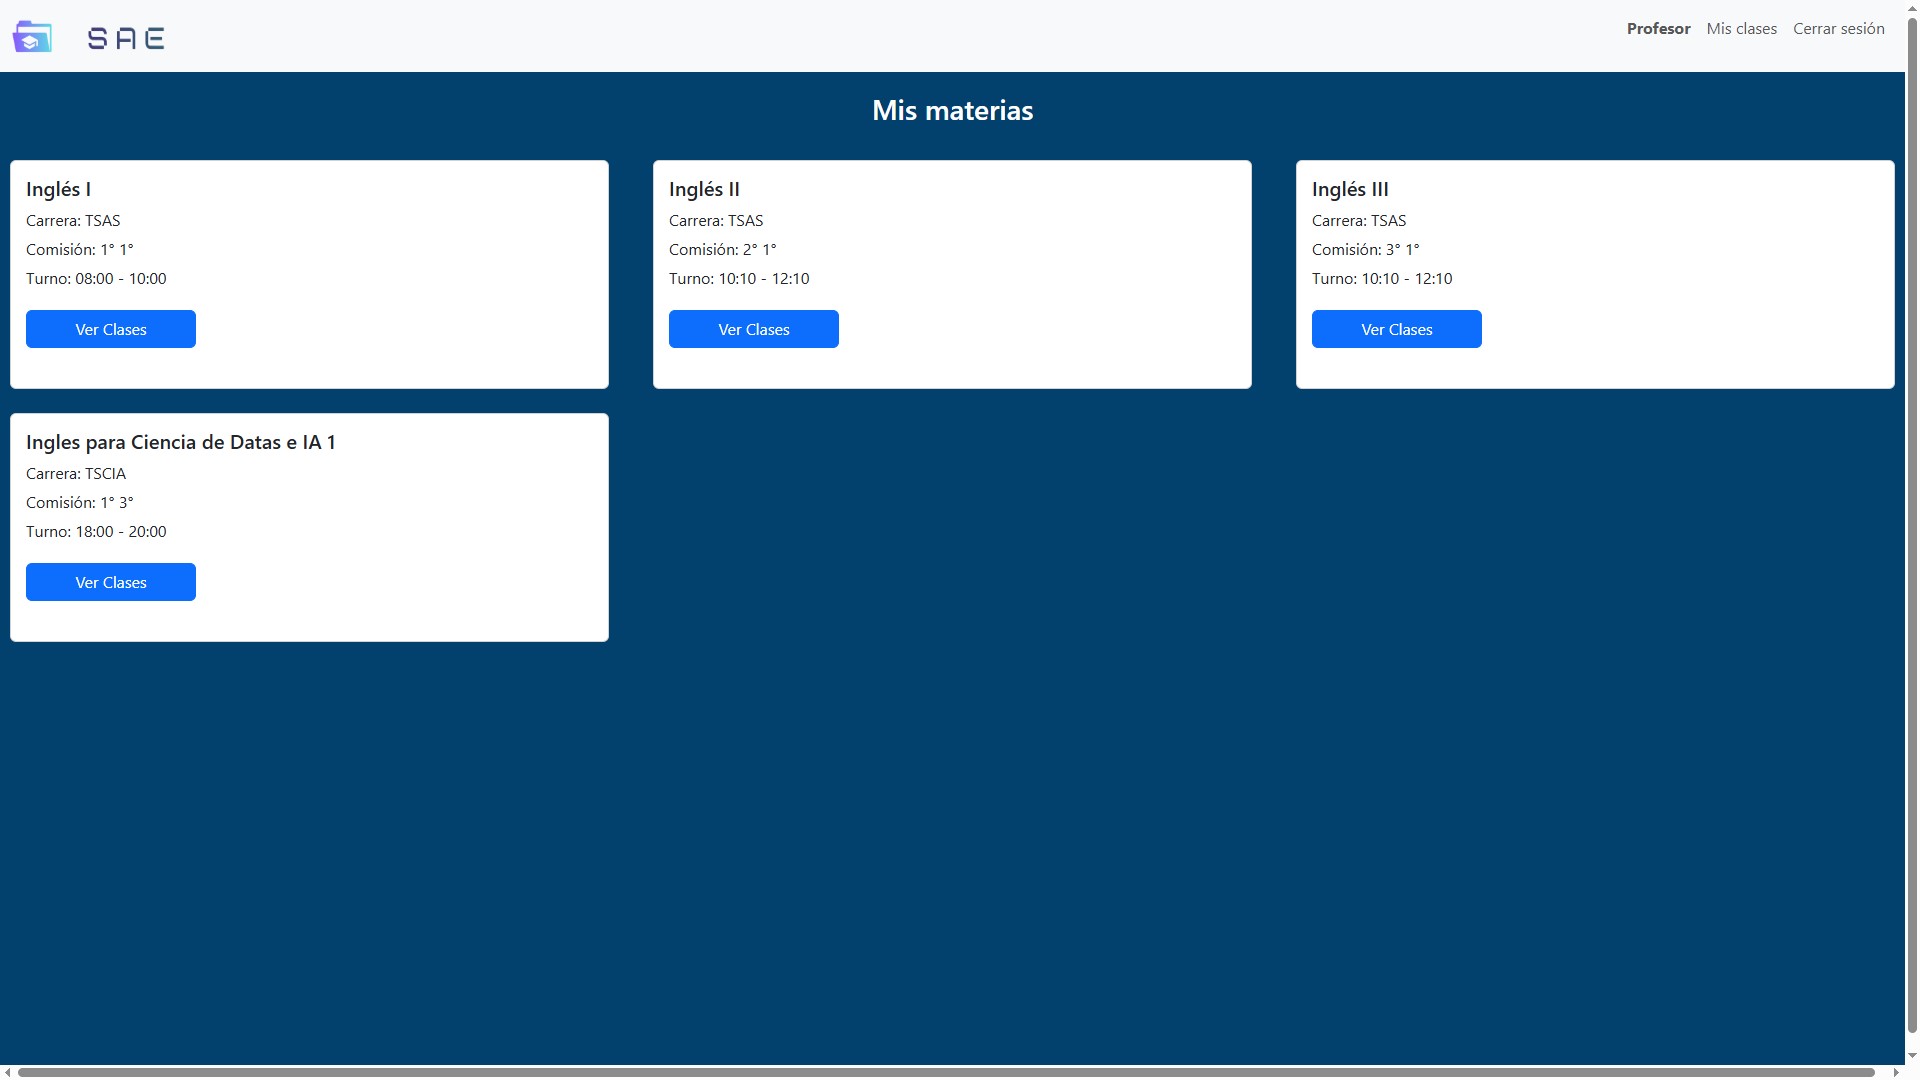 SAE
Profesor Mis clases Cerrar sesión
Mis materias
Inglés I
Carrera: TSAS
Comisión: 1° 1°
Turno: 08:00 - 10:00
Ver Clases
Inglés II
Carrera: TSAS
Comisión: 2° 1°
Turno: 10:10 - 12:10
Ver Clases
Inglés III
Carrera: TSAS
Comisión: 3° 1°
Turno: 10:10 - 12:10
Ver Clases
Ingles para Ciencia de Datas e IA 1
Carrera: TSCIA
Comisión: 1° 3°
Turno: 18:00 - 20:00
Ver Clases